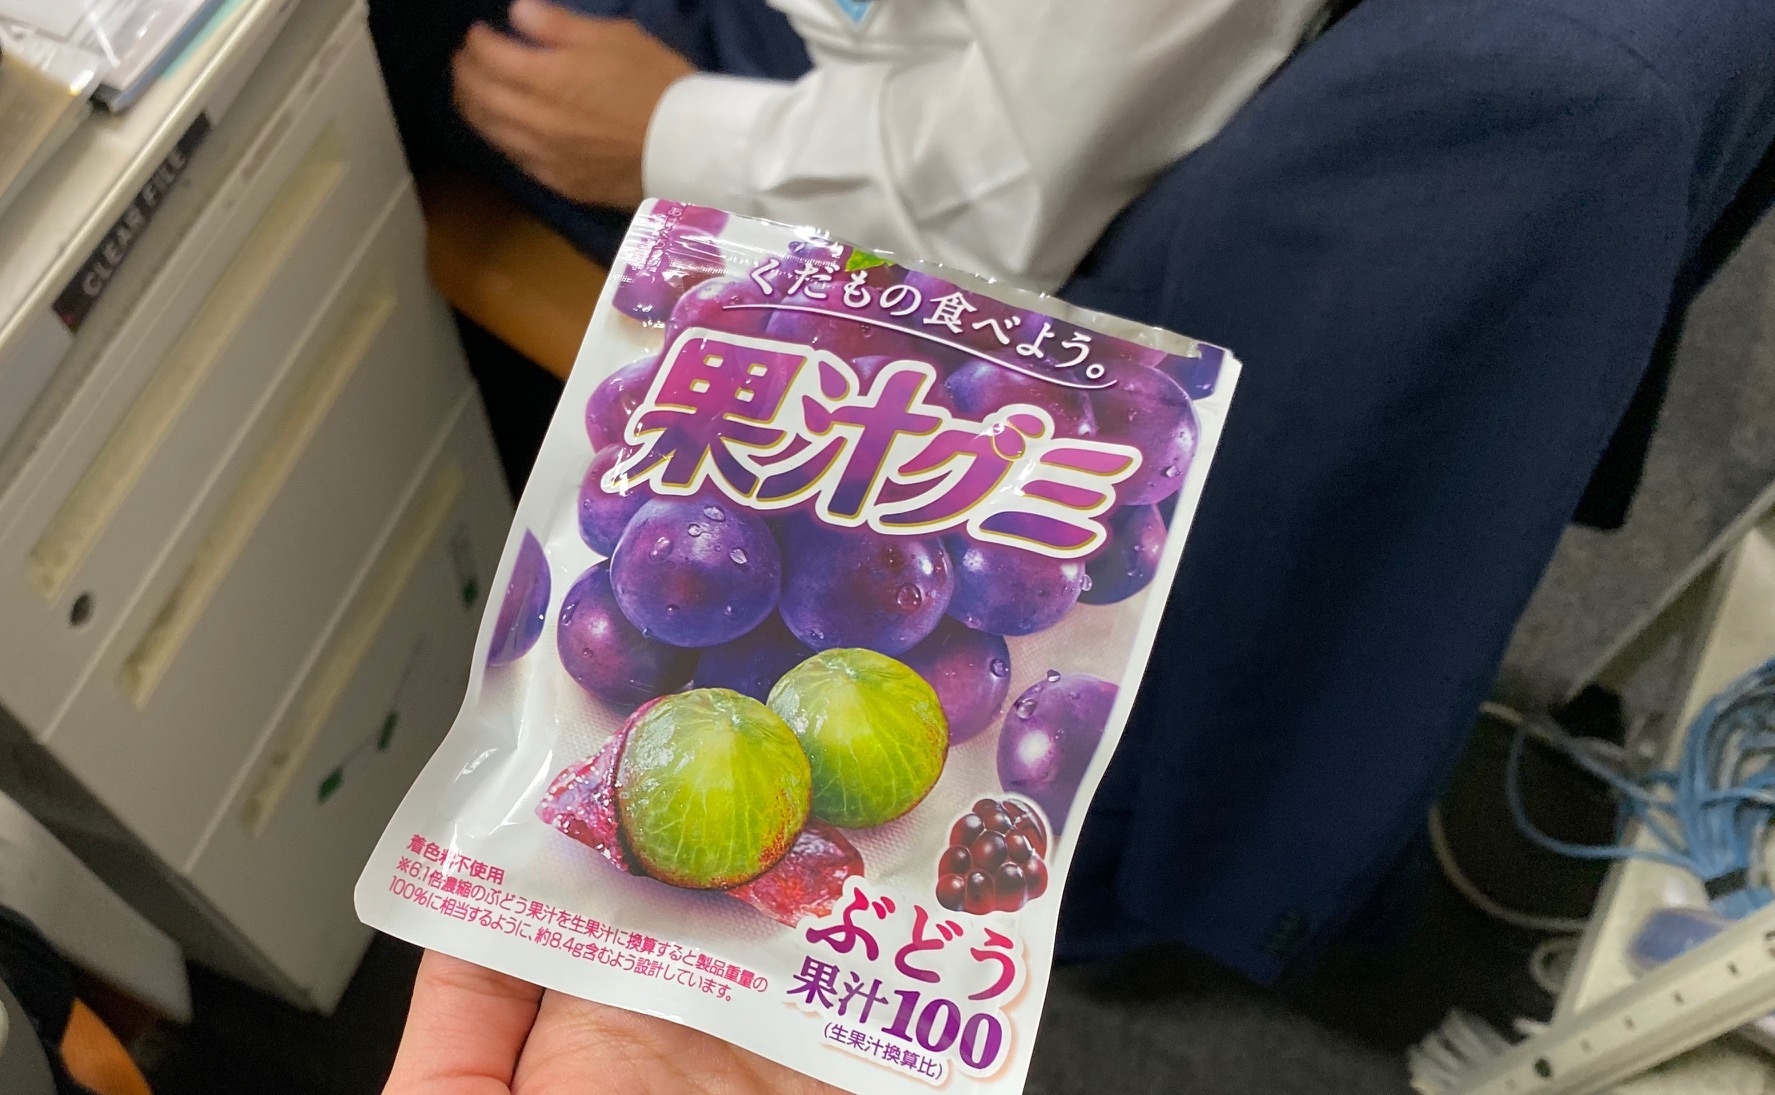 CLEAR FILE
くだもの食べよう。
果汁グミ
着色料不使用
※6.1倍濃縮のぶどう果汁を生果汁に換算すると製品重量の
100%に相当するように、約8.4g含むよう設計しています。
ぶどう
果汁100
(生果汁換算比)